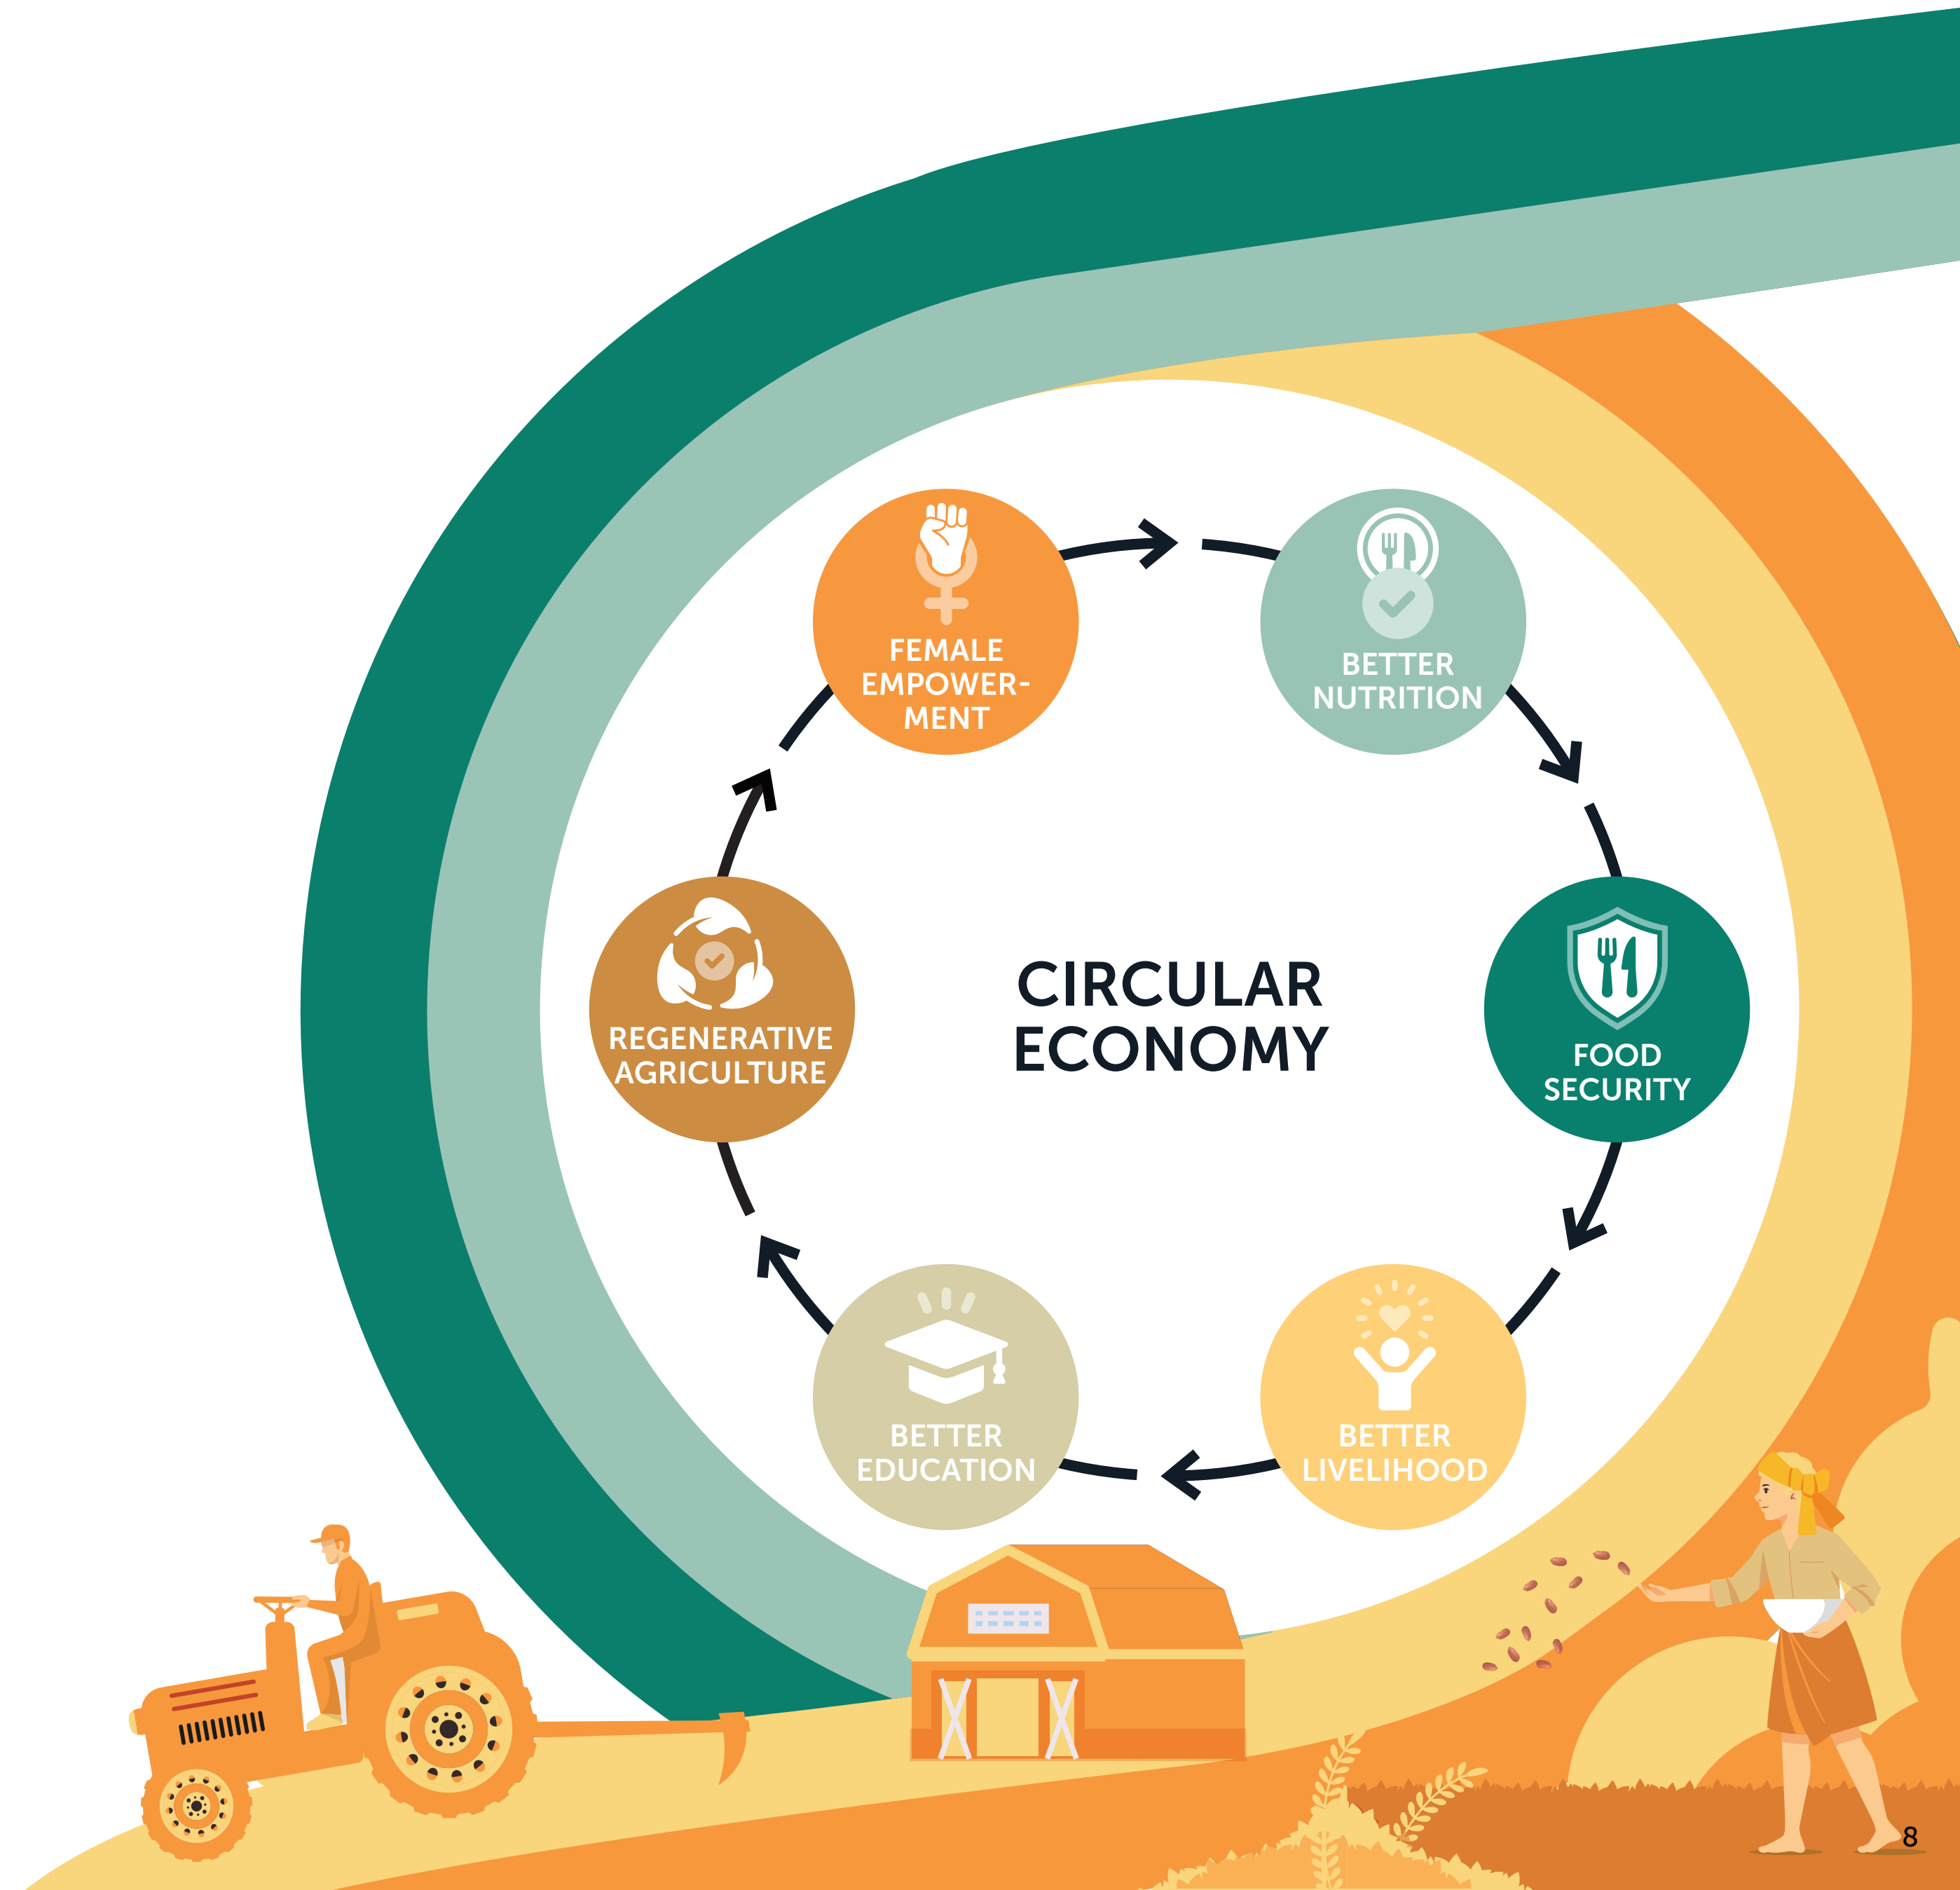 FEMALE
EMPOWER-
MENT
BETTER
NUTRITION
REGENERATIVE
AGRICULTURE
CIRCULAR
ECONOMY
FOOD
SECURITY
BETTER
EDUCATION
BETTER
LIVELIHOOD
8